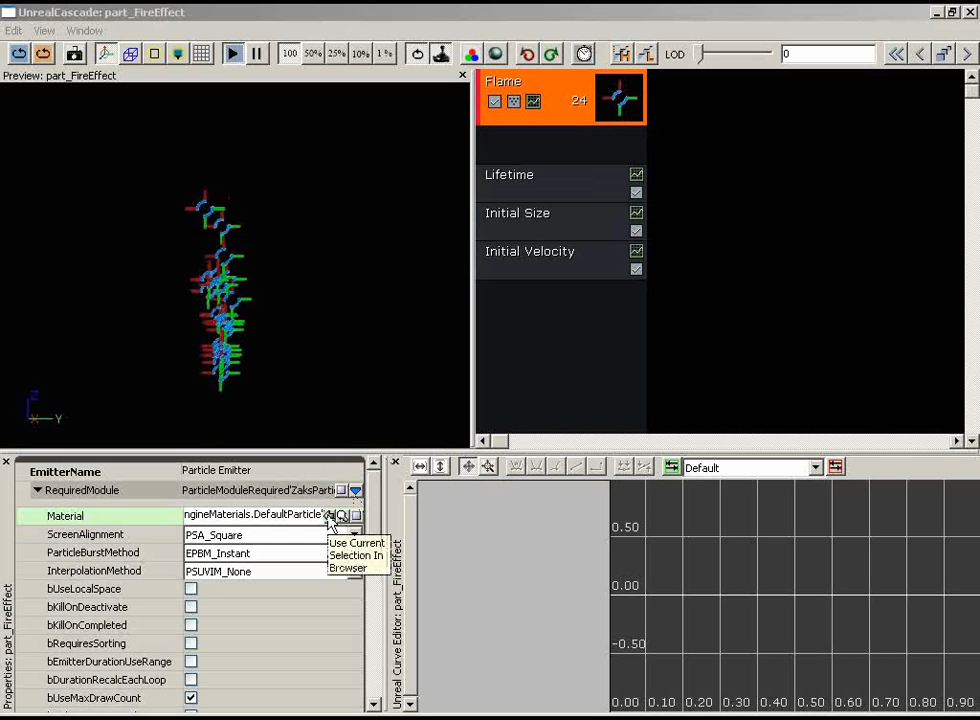 UnrealCascade: part_FireEffect
Edit View Window
100 50% 25% 10% 1% LOD 0
Preview: part_FireEffect
Flame
24
Lifetime
Initial Size
Initial Velocity
Z
X Y
EmitterName Particle Emitter
RequiredModule ParticleModuleRequired'ZaksParti
Material ngineMaterials.DefaultParticle'
ScreenAlignment PSA_Square
ParticleBurstMethod EPBM_Instant
InterpolationMethod PSUVIM_None
bUseLocalSpace
bKillOnDeactivate
bKillOnCompleted
bRequiresSorting
bEmitterDurationUseRange
bDurationRecalcEachLoop
bUseMaxDrawCount
Use Current
Selection In
Browser
Properties: part_FireEffect
Default
Unreal Curve Editor: part_FireEffect
0.50
0.00
-0.50
0.00 0.10 0.20 0.30 0.40 0.50 0.60 0.70 0.80 0.90